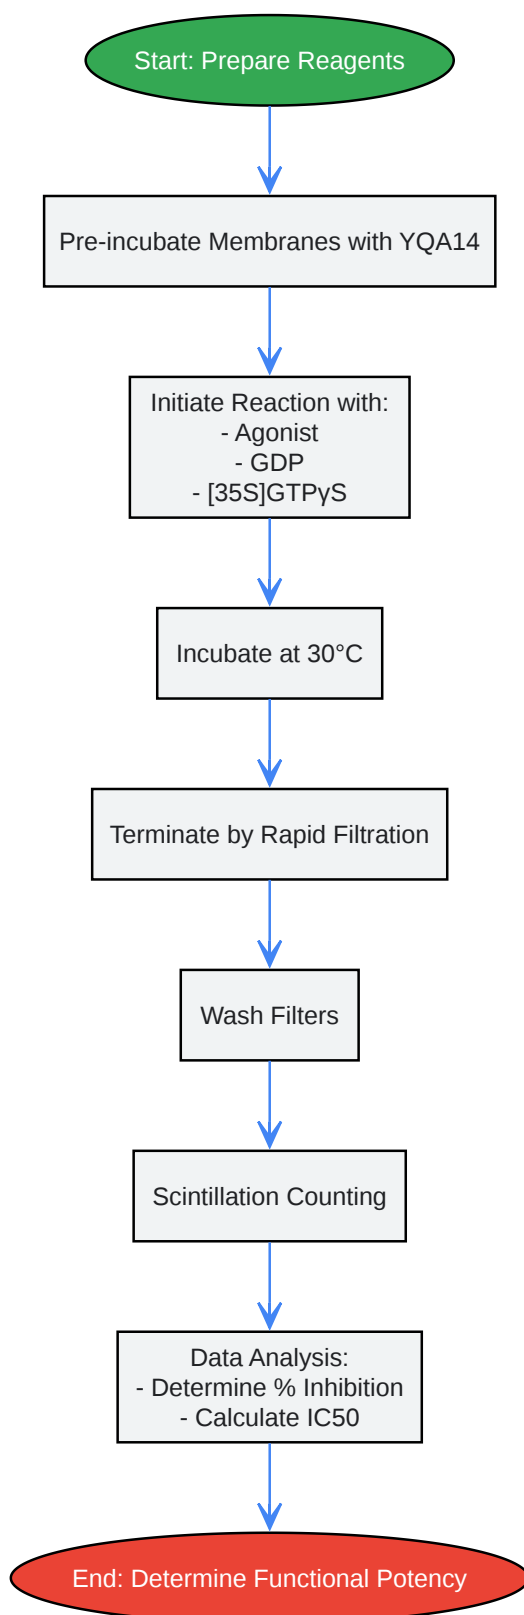 Start: Prepare Reagents
Pre-incubate Membranes with YQA14
Initiate Reaction with:
- Agonist
- GDP
- [35S]GTPγS
Incubate at 30°C
Terminate by Rapid Filtration
Wash Filters
Scintillation Counting
Data Analysis:
- Determine % Inhibition
- Calculate IC50
End: Determine Functional Potency